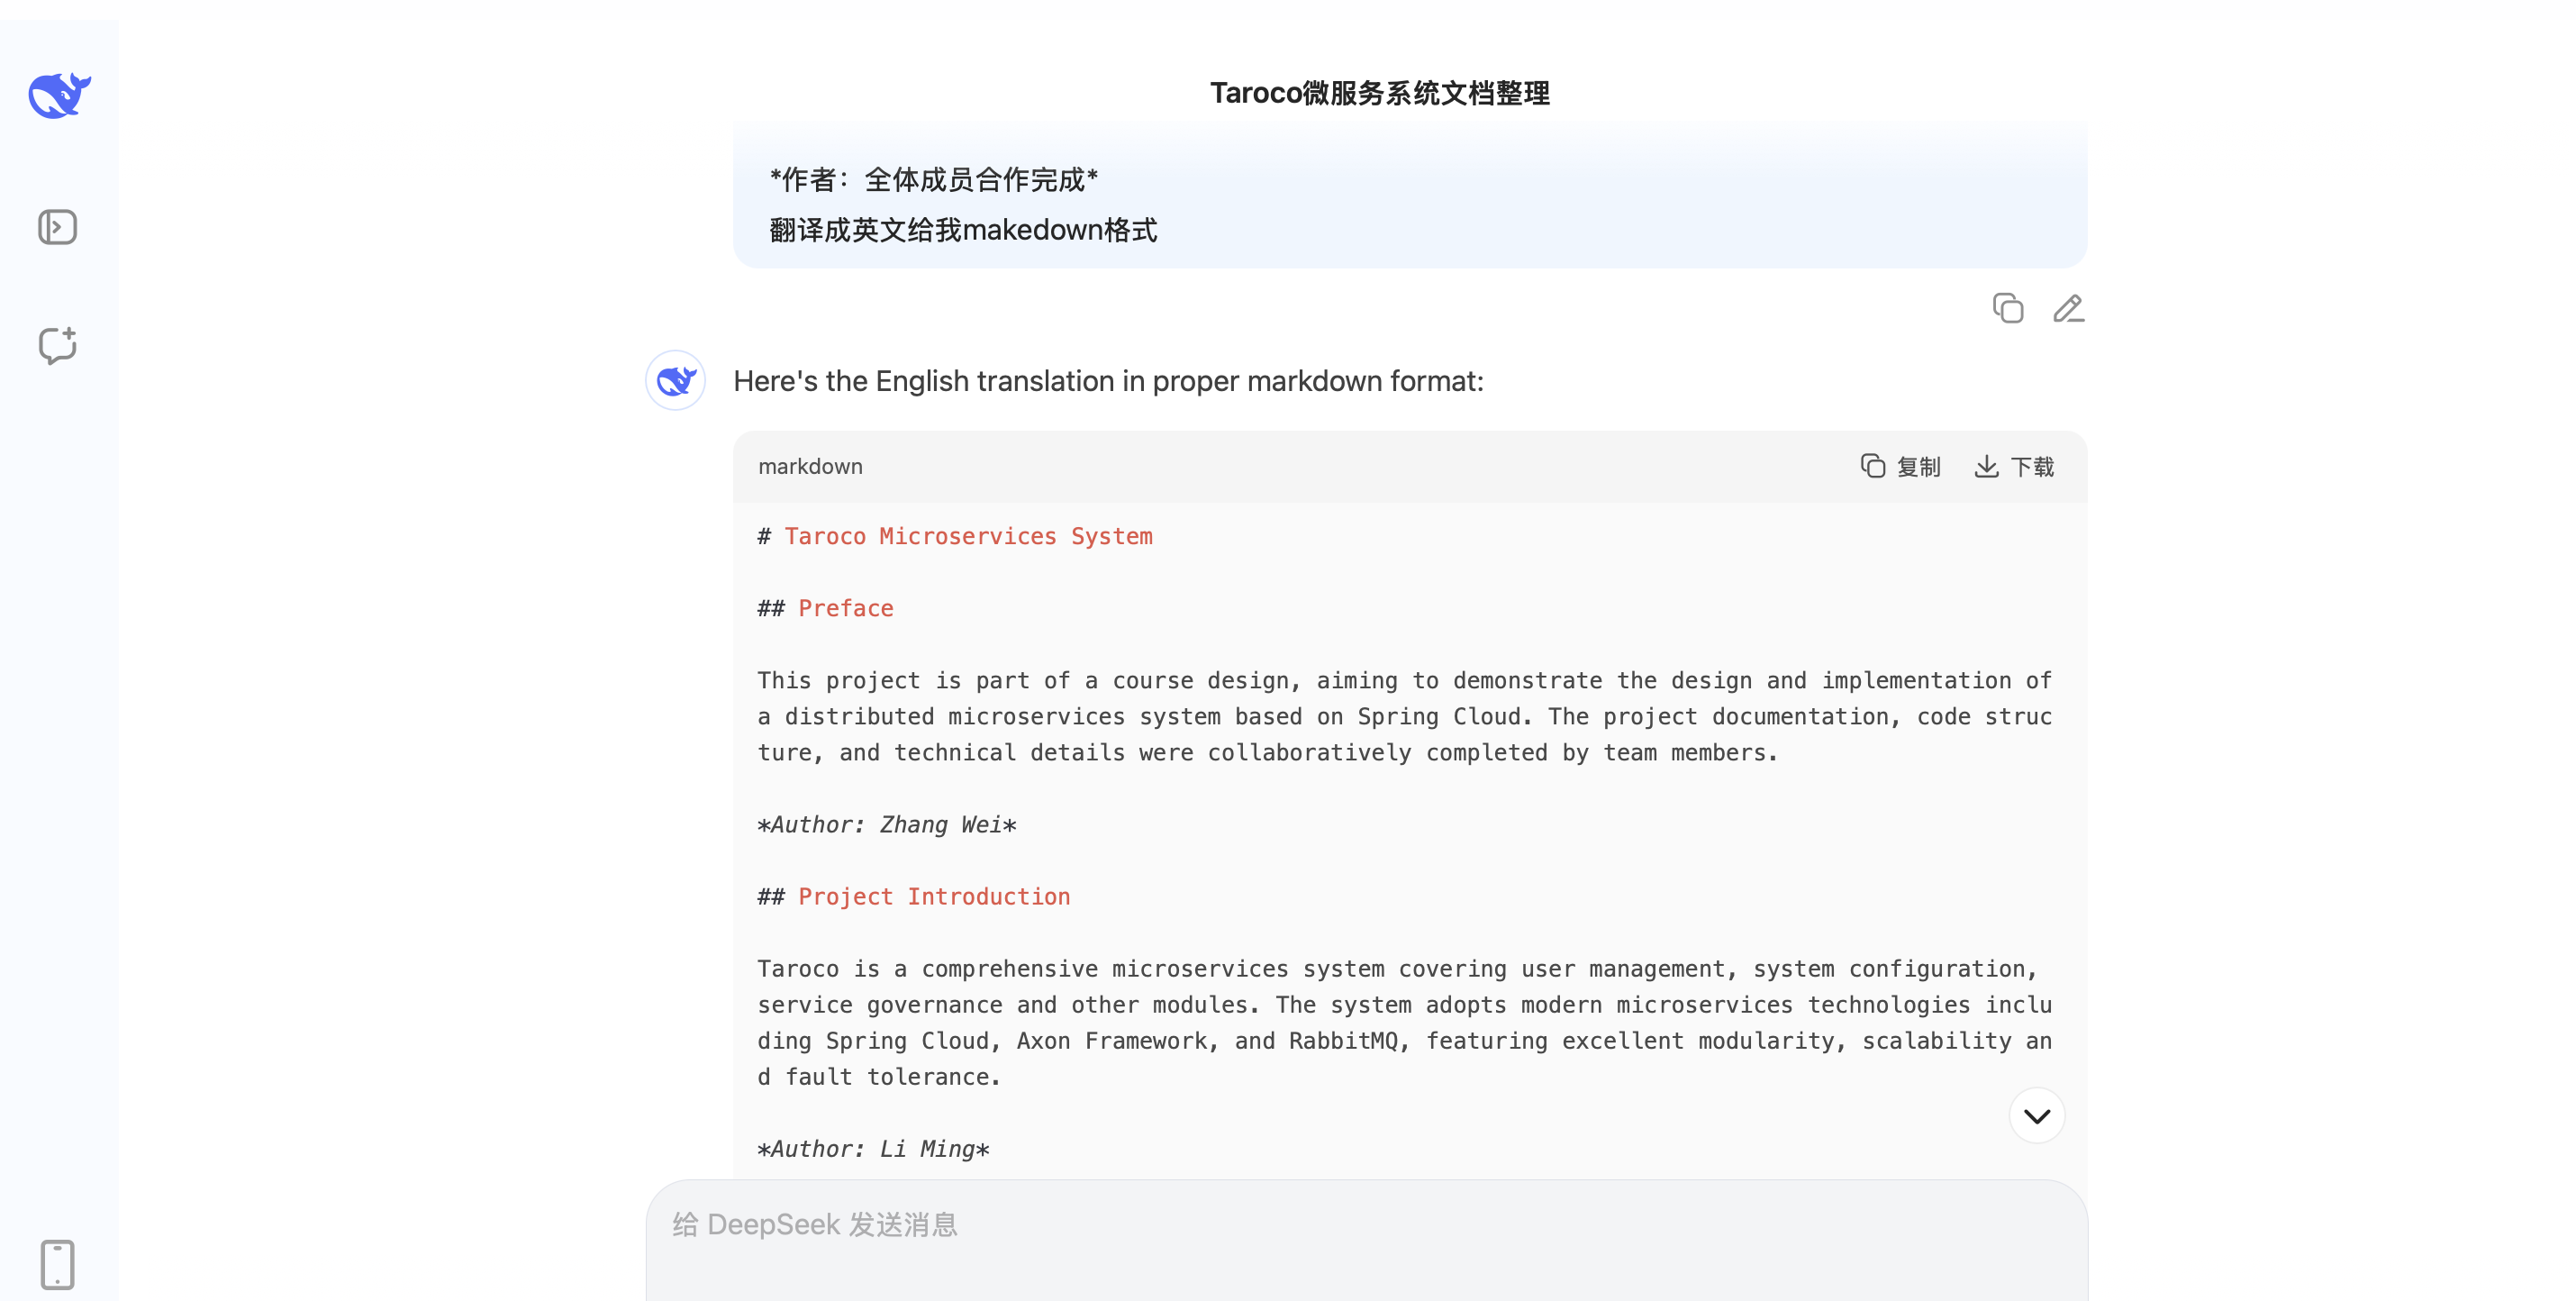 Taroco微服务系统文档整理
*作者：全体成员合作完成*
翻译成英文给我makedown格式
Here's the English translation in proper markdown format:
markdown
复制
下载
# Taroco Microservices System
## Preface
This project is part of a course design, aiming to demonstrate the design and implementation of
a distributed microservices system based on Spring Cloud. The project documentation, code struc
ture, and technical details were collaboratively completed by team members.
*Author: Zhang Wei*
## Project Introduction
Taroco is a comprehensive microservices system covering user management, system configuration,
service governance and other modules. The system adopts modern microservices technologies inclu
ding Spring Cloud, Axon Framework, and RabbitMQ, featuring excellent modularity, scalability an
d fault tolerance.
*Author: Li Ming*
给 DeepSeek 发送消息